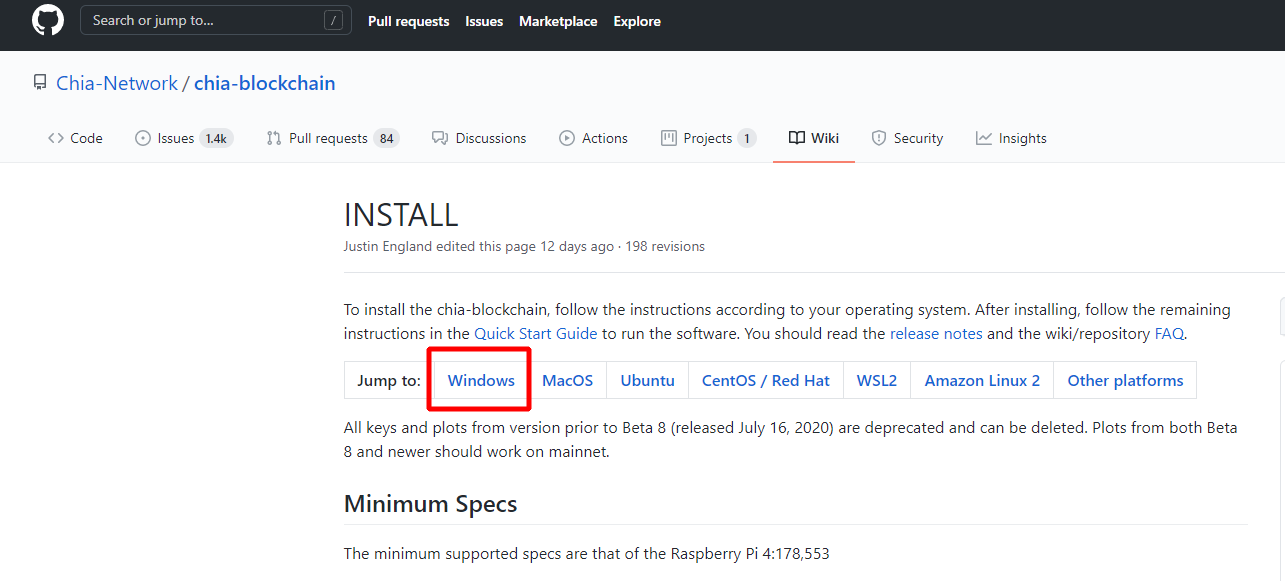 Search or jump to... /
Pull requests Issues Marketplace Explore
Chia-Network / chia-blockchain
Code Issues 1.4k Pull requests 84 Discussions Actions Projects 1 Wiki Security Insights
INSTALL
Justin England edited this page 12 days ago · 198 revisions
To install the chia-blockchain, follow the instructions according to your operating system. After installing, follow the remaining
instructions in the Quick Start Guide to run the software. You should read the release notes and the wiki/repository FAQ.
Jump to: Windows MacOS Ubuntu CentOS / Red Hat WSL2 Amazon Linux 2 Other platforms
All keys and plots from version prior to Beta 8 (released July 16, 2020) are deprecated and can be deleted. Plots from both Beta
8 and newer should work on mainnet.
Minimum Specs
The minimum supported specs are that of the Raspberry Pi 4:178,553